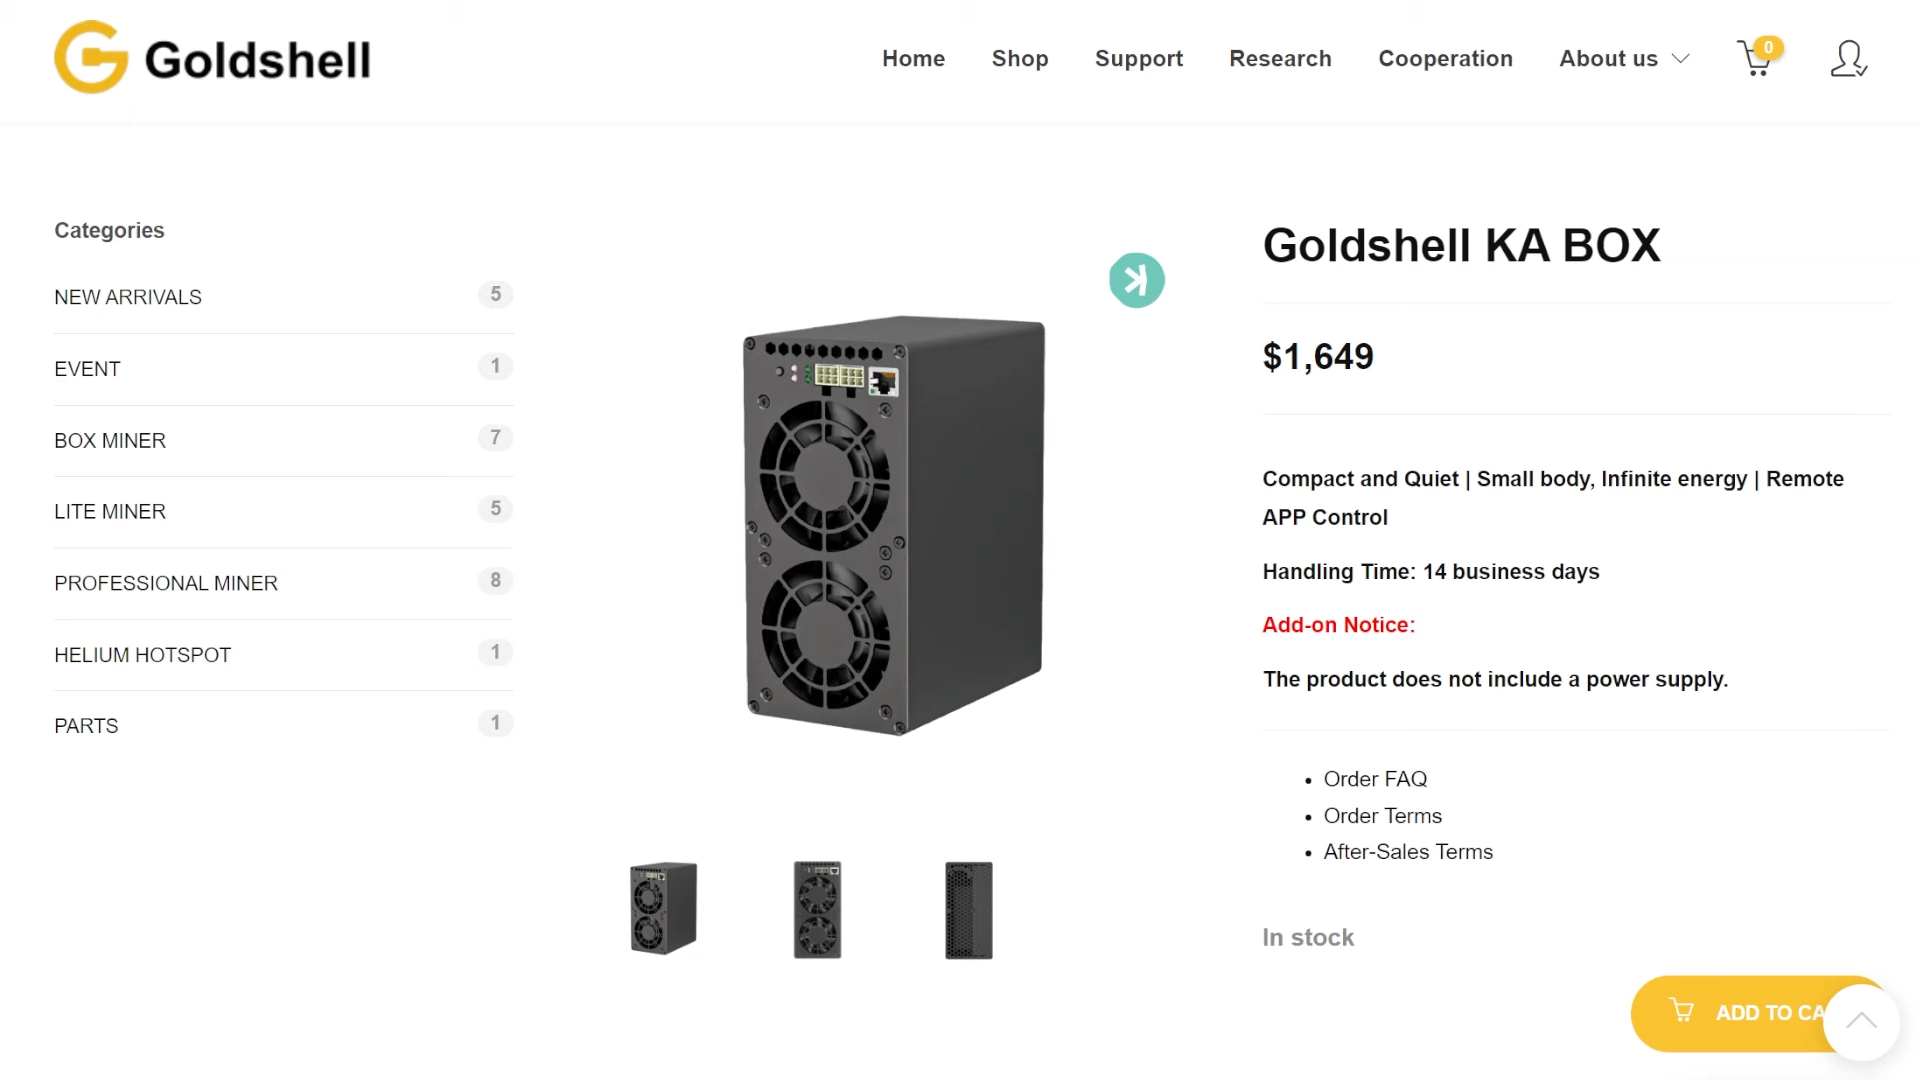 Goldshell
Home
Shop
Support
Research
Cooperation
About us
0
Categories
NEW ARRIVALS
5
EVENT
1
BOX MINER
7
LITE MINER
5
PROFESSIONAL MINER
8
HELIUM HOTSPOT
1
PARTS
1
Goldshell KA BOX
$1,649
Compact and Quiet | Small body, Infinite energy | Remote
APP Control
Handling Time: 14 business days
Add-on Notice:
The product does not include a power supply.
Order FAQ
Order Terms
After-Sales Terms
In stock
ADD TO CA